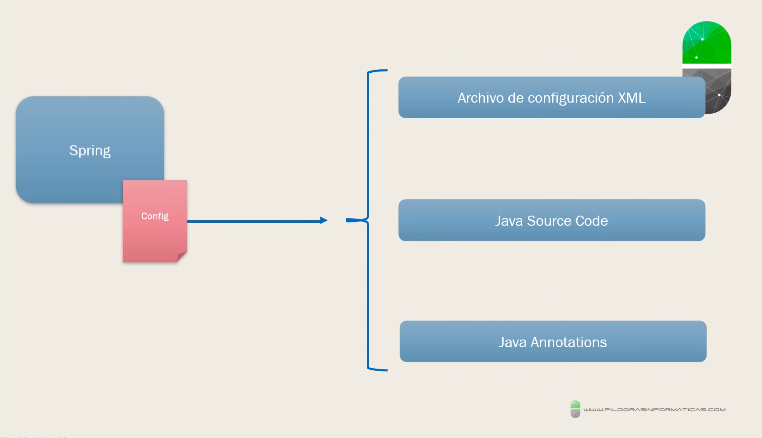 Archivo de configuración XML
Spring
Config
Java Source Code
Java Annotations
WWW.PILDORASINFORMATICAS.COM